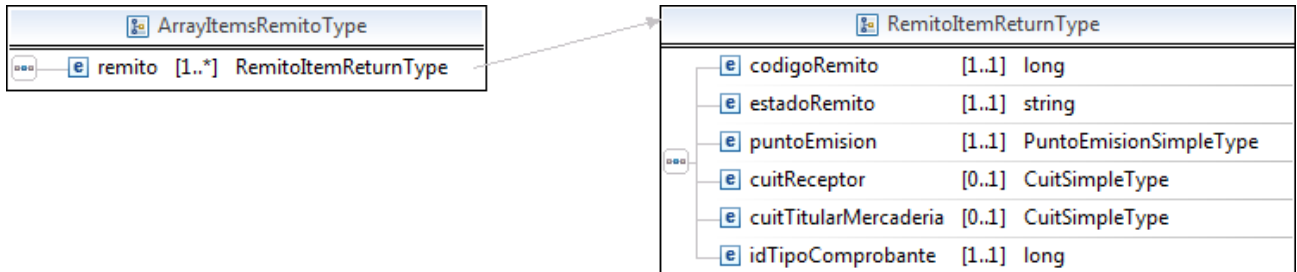 ArrayItemsRemitoType
e remito [1..*] RemitoItemReturnType
RemitoItemReturnType
e codigoRemito [1..1] long
e estadoRemito [1..1] string
e puntoEmision [1..1] PuntoEmisionSimpleType
e cuitReceptor [0..1] CuitSimpleType
e cuitTitularMercaderia [0..1] CuitSimpleType
e idTipoComprobante [1..1] long